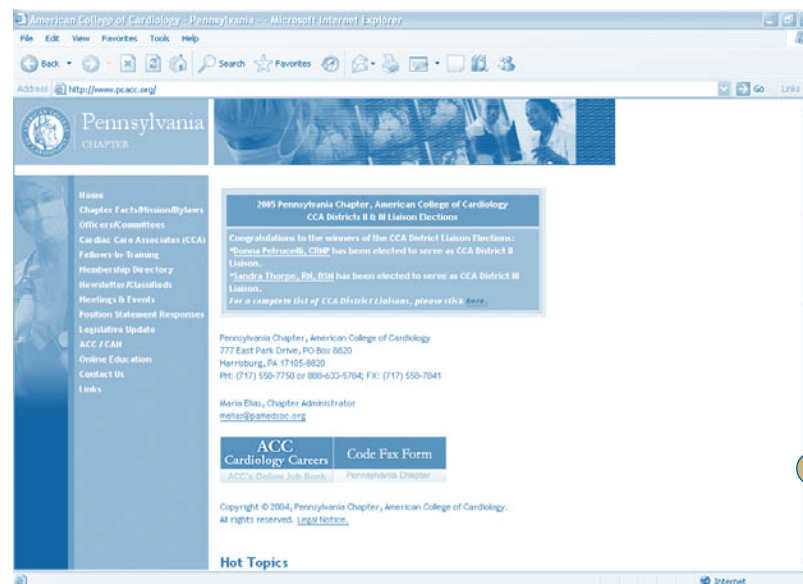 American College of Cardiology - Pennsylvania - - Microsoft Internet Explorer
File Edit View Favorites Tools Help
Back Search Favorites
Address http://www.pcacc.org/ Go Links
Pennsylvania
CHAPTER
Home
Chapter Facts/Mission/Bylaws
Officers/Committees
Cardiac Care Associates (CCA)
Fellows-In-Training
Membership Directory
Newsletter/Classifieds
Meetings & Events
Position Statement Responses
Legislative Update
ACC / CAH
Online Education
Contact Us
Links
2005 Pennsylvania Chapter, American College of Cardiology
CCA Districts II & III Liaison Elections
Congratulations to the winners of the CCA District Liaison Elections:
*Donna Petruccelli, CRNP has been elected to serve as CCA District II
Liaison.
*Sandra Thorpe, RN, BSN has been elected to serve as CCA District III
Liaison.
For a complete list of CCA District Liaisons, please click here.
Pennsylvania Chapter, American College of Cardiology
777 East Park Drive, PO Box 8820
Harrisburg, PA 17105-8820
PH: (717) 558-7750 or 888-633-5784; FX: (717) 558-7841
Maria Elias, Chapter Administrator
melias@pamedsoc.org
ACC
Cardiology Careers
ACC's Online Job Bank
Code Fax Form
Pennsylvania Chapter
Copyright © 2004, Pennsylvania Chapter, American College of Cardiology.
All rights reserved. Legal Notice.
Hot Topics
Internet